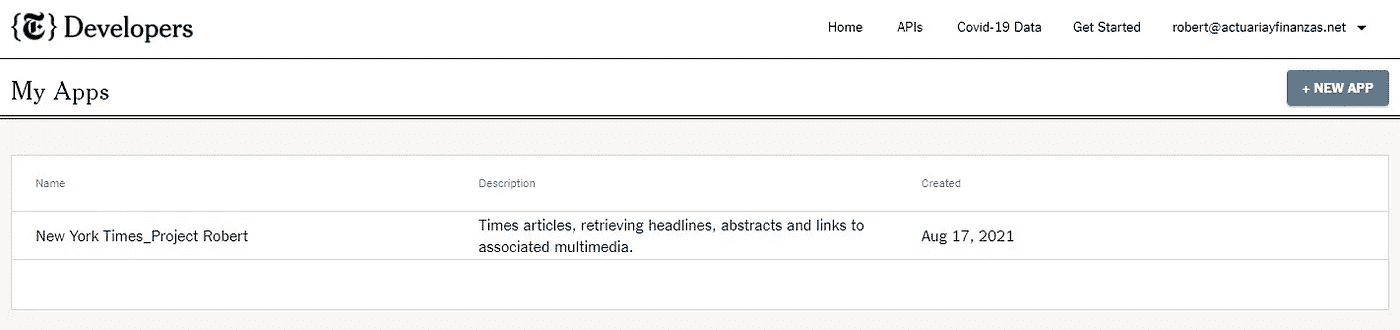 {T} Developers
Home APIs Covid-19 Data Get Started robert@actuariayfinanzas.net
My Apps
+ NEW APP
Name Description Created
New York Times_Project Robert Times articles, retrieving headlines, abstracts and links to Aug 17, 2021
associated multimedia.